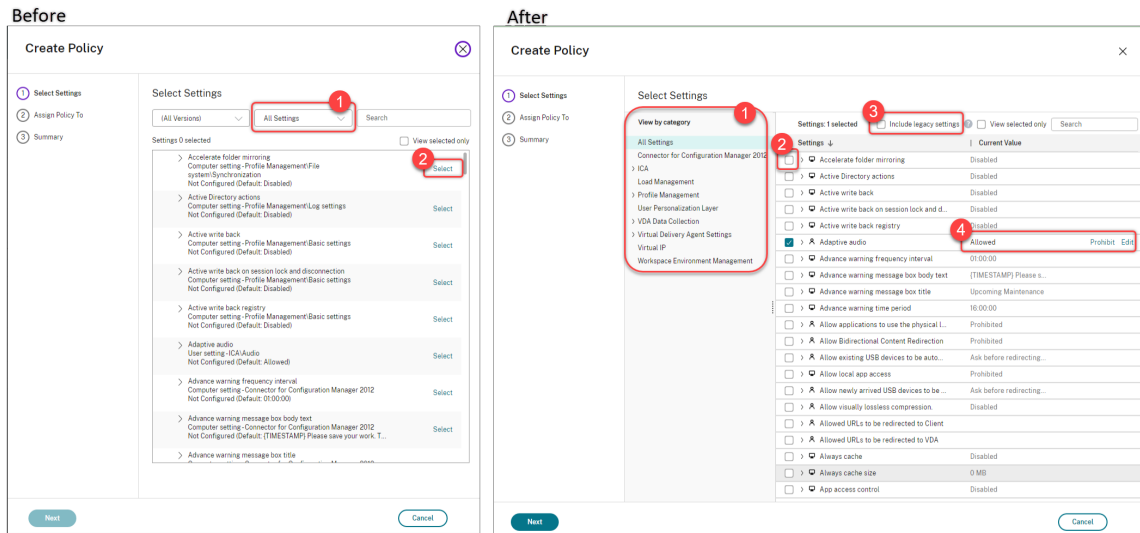 Before
Create Policy
1 Select Settings
2 Assign Policy To
3 Summary
Select Settings
1
(All Versions)
All Settings
Search
Settings 0 selected
View selected only
2
Accelerate folder mirroring
Computer setting - Profile Management\File
system\Synchronization
Not Configured (Default: Disabled)
Select
Active Directory actions
Computer setting - Profile Management\Log settings
Not Configured (Default: Disabled)
Select
Active write back
Computer setting - Profile Management\Basic settings
Not Configured (Default: Disabled)
Select
Active write back on session lock and disconnection
Computer setting - Profile Management\Basic settings
Not Configured (Default: Disabled)
Select
Active write back registry
Computer setting - Profile Management\Basic settings
Not Configured (Default: Disabled)
Select
Adaptive audio
User setting - ICA\Audio
Not Configured (Default: Allowed)
Select
Advance warning frequency interval
Computer setting - Connector for Configuration Manager 2012
Not Configured (Default: 01:00:00)
Select
Advance warning message box body text
Computer setting - Connector for Configuration Manager 2012
Not Configured (Default: {TIMESTAMP} Please save your work. T...
Select
Advance warning message box title
Next
Cancel
After
Create Policy
1 Select Settings
2 Assign Policy To
3 Summary
Select Settings
1
View by category
All Settings
Connector for Configuration Manager 2012
ICA
Load Management
Profile Management
User Personalization Layer
VDA Data Collection
Virtual Delivery Agent Settings
Virtual IP
Workspace Environment Management
3
Settings: 1 selected
Include legacy settings
View selected only
Search
2
Settings ↓ Current Value
Accelerate folder mirroring Disabled
Active Directory actions Disabled
Active write back Disabled
Active write back on session lock and d... Disabled
Active write back registry Disabled
4
Adaptive audio Allowed Prohibit Edit
Advance warning frequency interval 01:00:00
Advance warning message box body text {TIMESTAMP} Please s...
Advance warning message box title Upcoming Maintenance
Advance warning time period 16:00:00
Allow applications to use the physical l... Prohibited
Allow Bidirectional Content Redirection Prohibited
Allow existing USB devices to be auto... Ask before redirecting...
Allow local app access Prohibited
Allow newly arrived USB devices to be ... Ask before redirecting...
Allow visually lossless compression. Disabled
Allowed URLs to be redirected to Client
Allowed URLs to be redirected to VDA
Always cache Disabled
Always cache size 0 MB
App access control Disabled
Next
Cancel